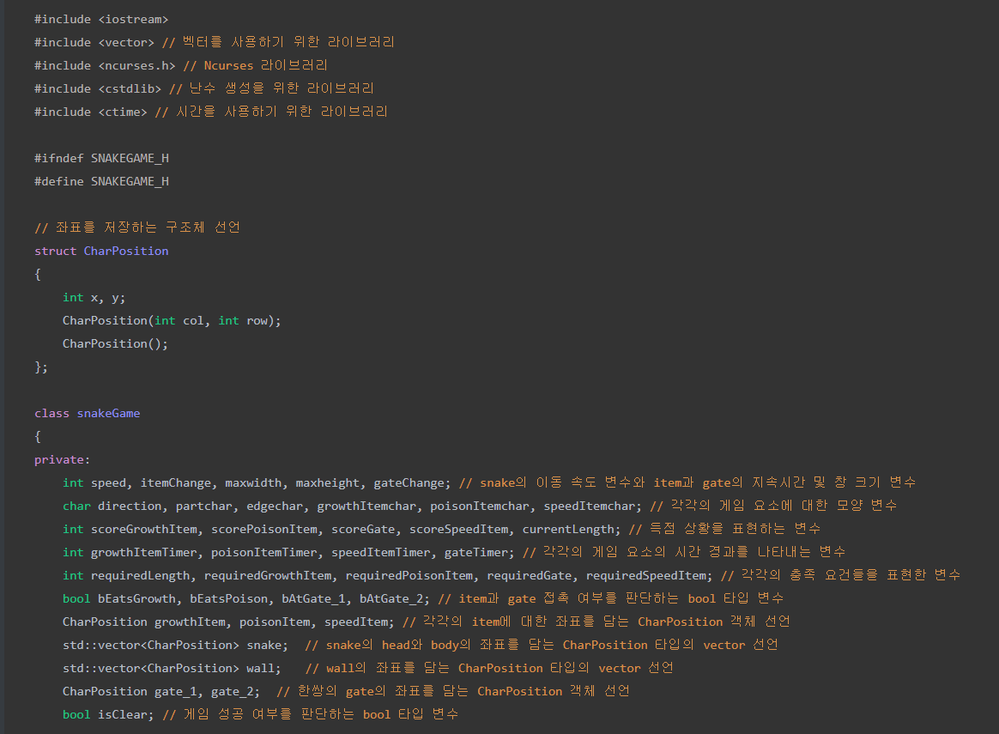 #include <iostream>
#include <vector> // 벡터를 사용하기 위한 라이브러리
#include <ncurses.h> // Ncurses 라이브러리
#include <cstdlib> // 난수 생성을 위한 라이브러리
#include <ctime> // 시간을 사용하기 위한 라이브러리
#ifndef SNAKEGAME_H
#define SNAKEGAME_H
// 좌표를 저장하는 구조체 선언
struct CharPosition
{
    int x, y;
    CharPosition(int col, int row);
    CharPosition();
};
class snakeGame
{
private:
    int speed, itemChange, maxwidth, maxheight, gateChange; // snake의 이동 속도 변수와 item과 gate의 지속시간 및 창 크기 변수
    char direction, partchar, edgechar, growthItemchar, poisonItemchar, speedItemchar; // 각각의 게임 요소에 대한 모양 변수
    int scoreGrowthItem, scorePoisonItem, scoreGate, scoreSpeedItem, currentLength; // 득점 상황을 표현하는 변수
    int growthItemTimer, poisonItemTimer, speedItemTimer, gateTimer; // 각각의 게임 요소의 시간 경과를 나타내는 변수
    int requiredLength, requiredGrowthItem, requiredPoisonItem, requiredGate, requiredSpeedItem; // 각각의 충족 요건들을 표현한 변수
    bool bEatsGrowth, bEatsPoison, bAtGate_1, bAtGate_2; // item과 gate 접촉 여부를 판단하는 bool 타입 변수
    CharPosition growthItem, poisonItem, speedItem; // 각각의 item에 대한 좌표를 담는 CharPosition 객체 선언
    std::vector<CharPosition> snake;  // snake의 head와 body의 좌표를 담는 CharPosition 타입의 vector 선언
    std::vector<CharPosition> wall;   // wall의 좌표를 담는 CharPosition 타입의 vector 선언
    CharPosition gate_1, gate_2;  // 한쌍의 gate의 좌표를 담는 CharPosition 객체 선언
    bool isClear; // 게임 성공 여부를 판단하는 bool 타입 변수